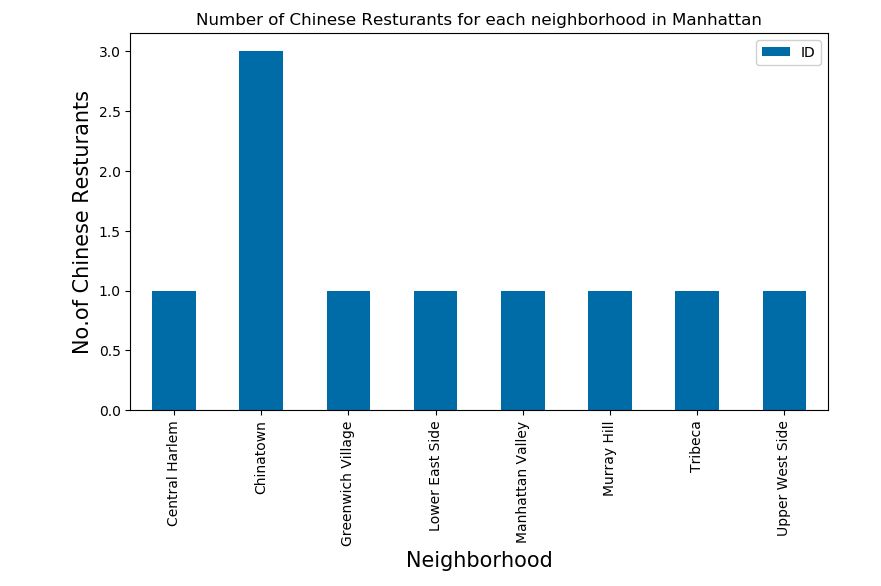 Number of Chinese Resturants for each neighborhood in Manhattan
ID
No.of Chinese Resturants
3.0
2.5
2.0
1.5
1.0
0.5
0.0
Central Harlem
Chinatown
Greenwich Village
Lower East Side
Manhattan Valley
Murray Hill
Tribeca
Upper West Side
Neighborhood